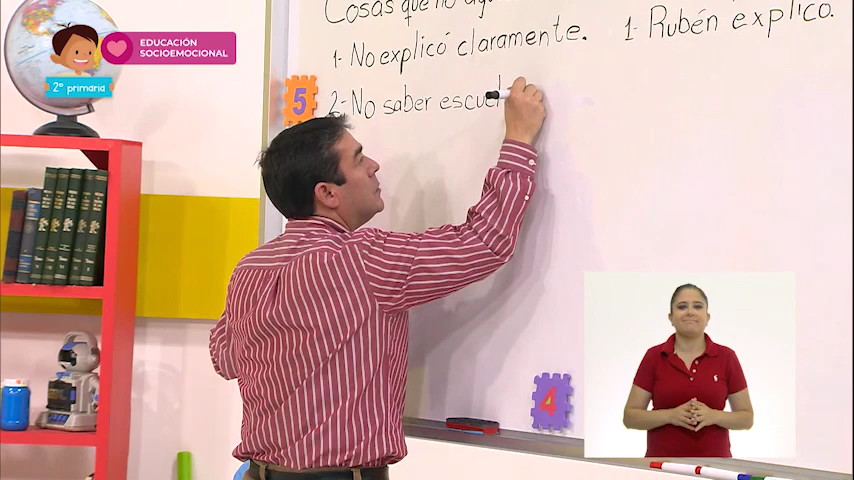 EDUCACIÓN
SOCIOEMOCIONAL
2° primaria
Cosas que no
1- No explicó claramente.
2- No saber escu
1- Rubén explicó.
5
4